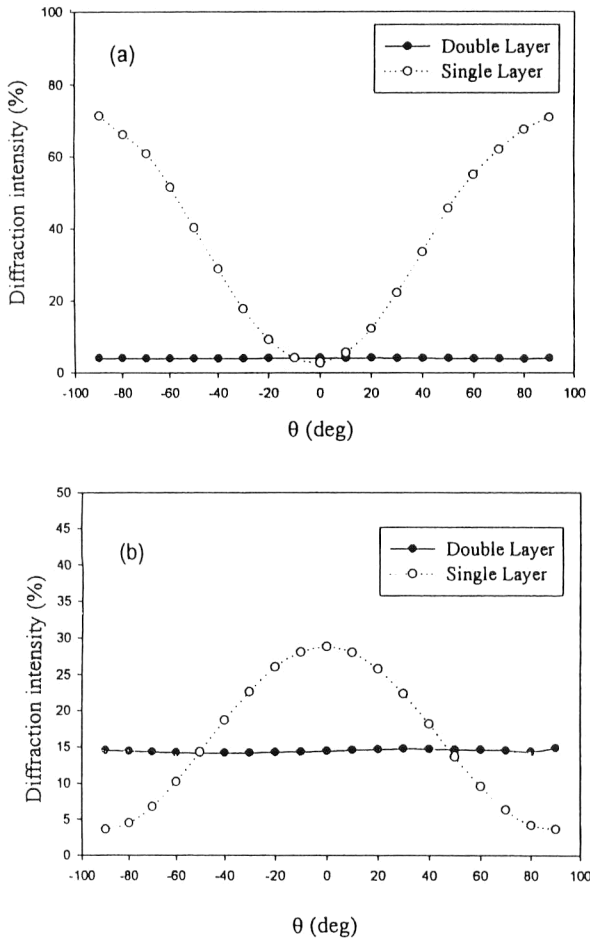 100
(a)
Double Layer
Single Layer
80
60
40
20
0
Diffraction intensity (%)
-100 -80 -60 -40 -20 0 20 40 60 80 100
θ (deg)
50
(b)
45
Double Layer
Single Layer
40
35
30
25
20
15
10
5
0
Diffraction intensity (%)
-100 -80 -60 -40 -20 0 20 40 60 80 100
θ (deg)